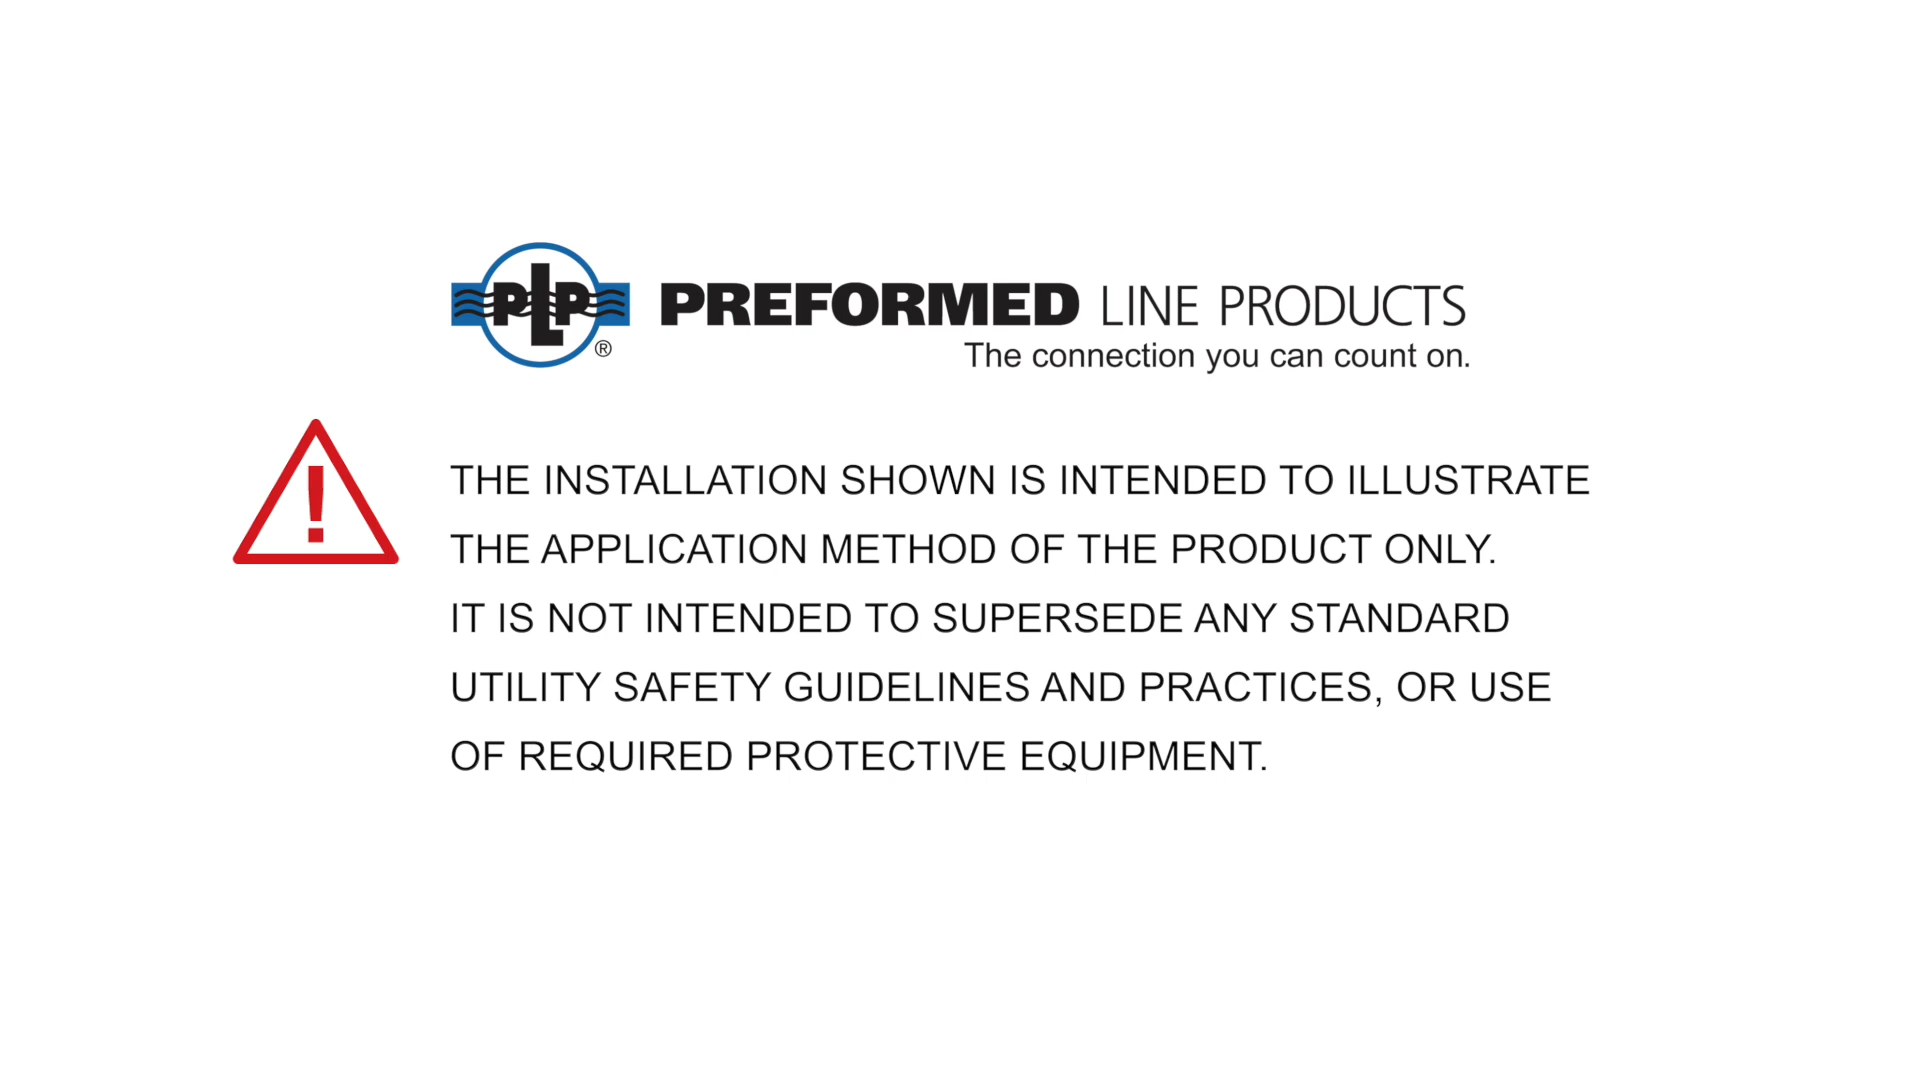 PLP®
PREFORMED LINE PRODUCTS
The connection you can count on.
!
THE INSTALLATION SHOWN IS INTENDED TO ILLUSTRATE
THE APPLICATION METHOD OF THE PRODUCT ONLY.
IT IS NOT INTENDED TO SUPERSEDE ANY STANDARD
UTILITY SAFETY GUIDELINES AND PRACTICES, OR USE
OF REQUIRED PROTECTIVE EQUIPMENT.